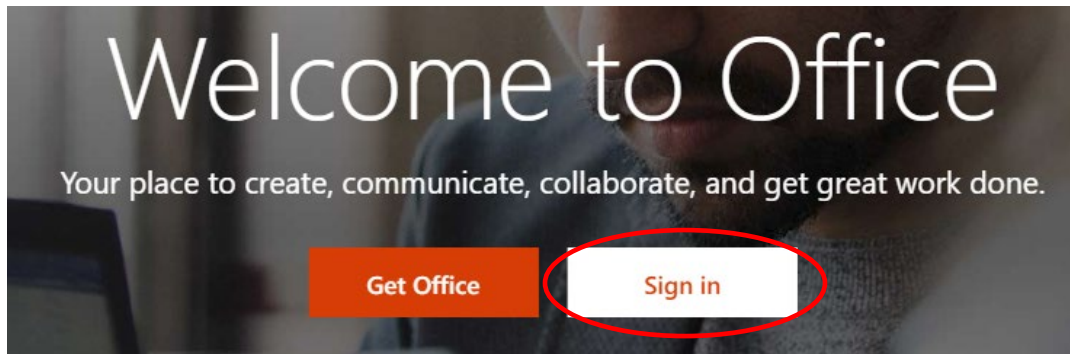 Welcome to Office
Your place to create, communicate, collaborate, and get great work done.
Get Office
Sign in